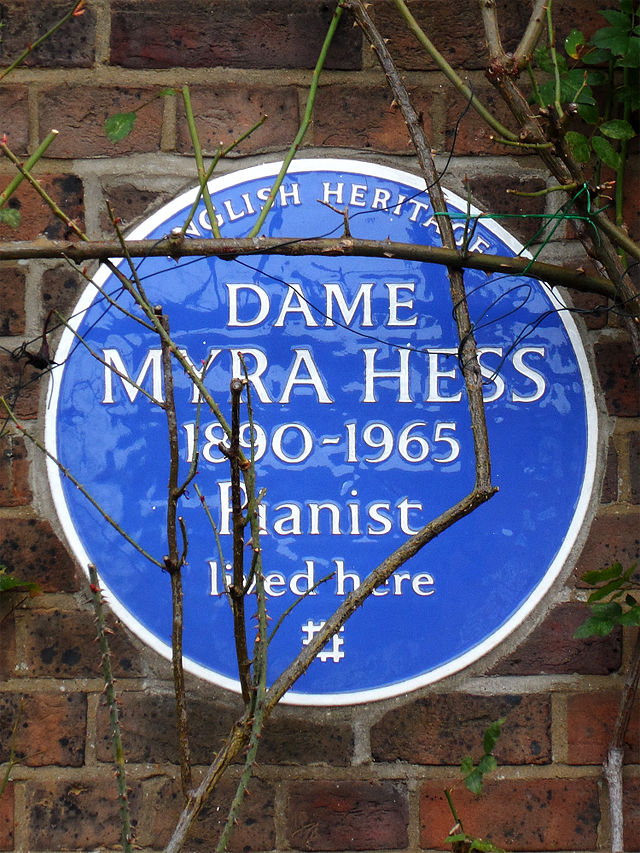 ENGLISH HERITAGE
DAME
MYRA HESS
1890-1965
Pianist
lived here